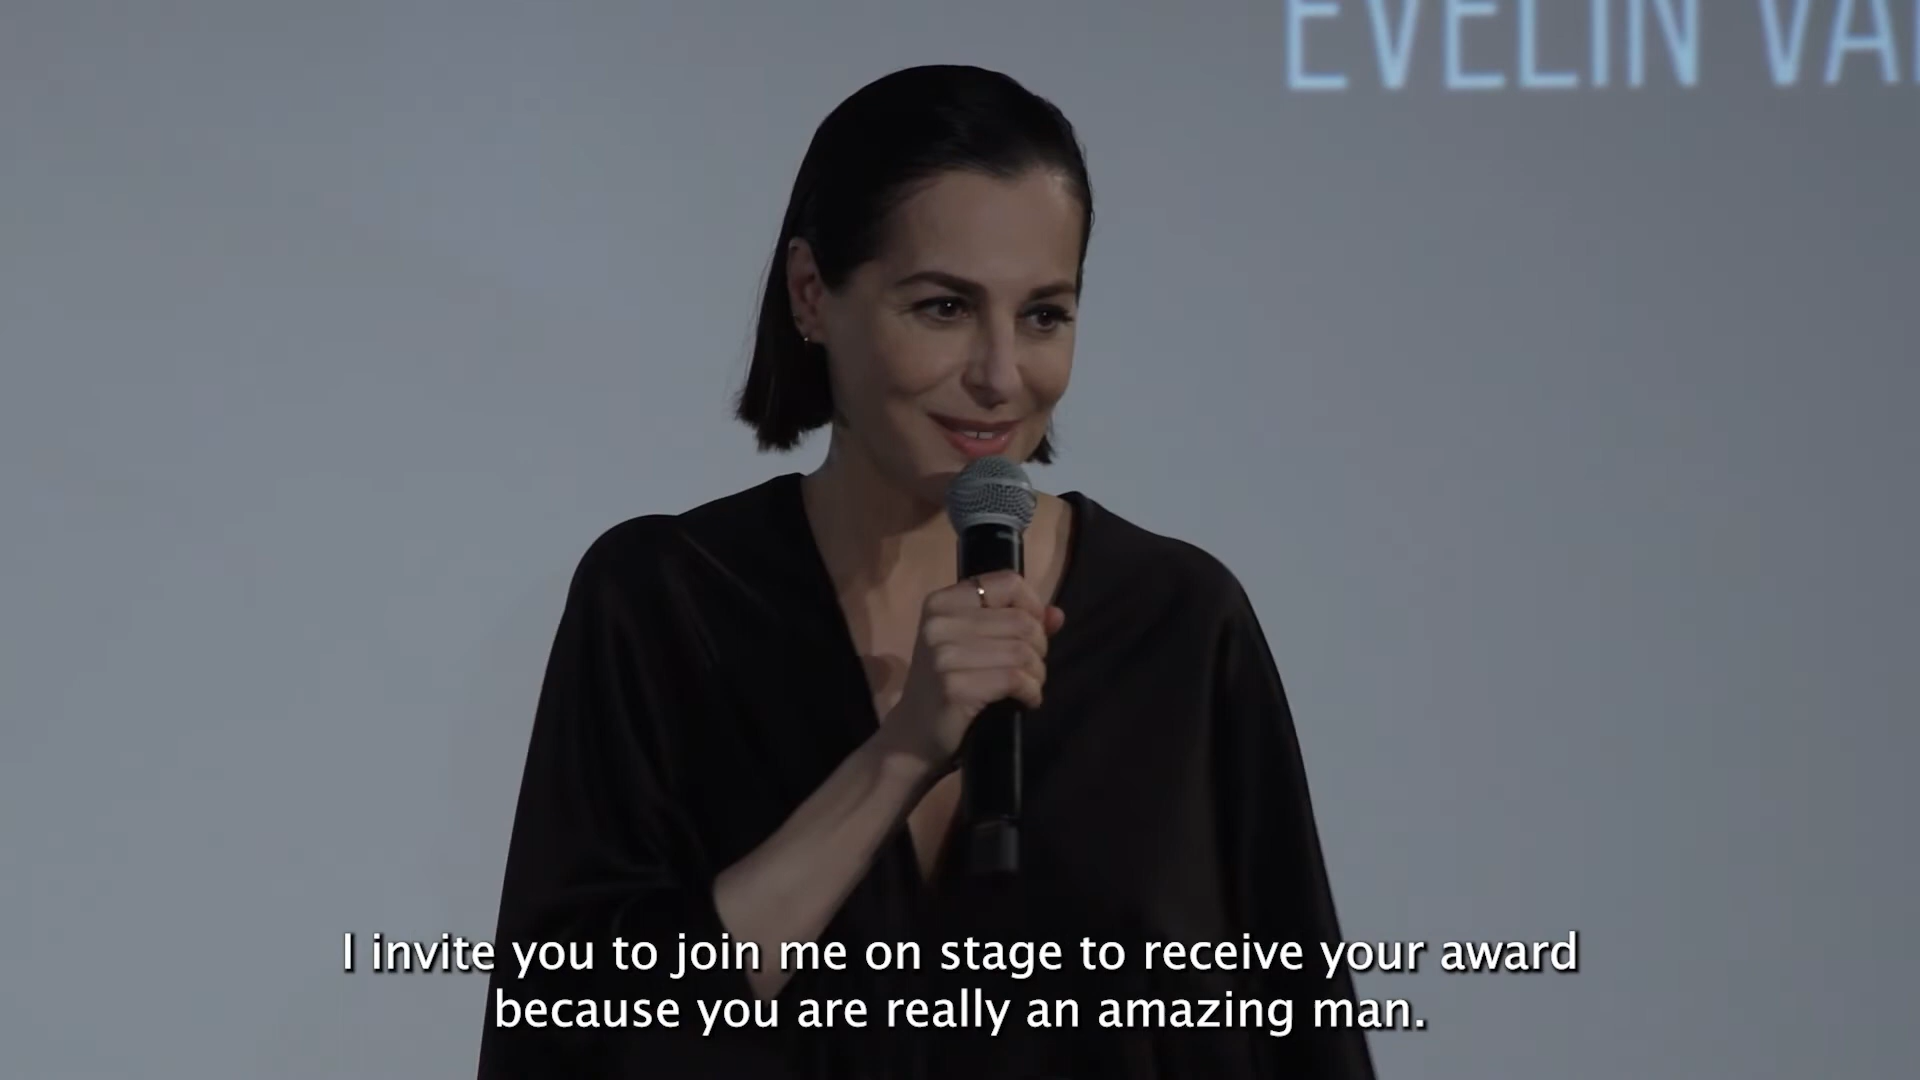 EVELIN
I invite you to join me on stage to receive your award
because you are really an amazing man.